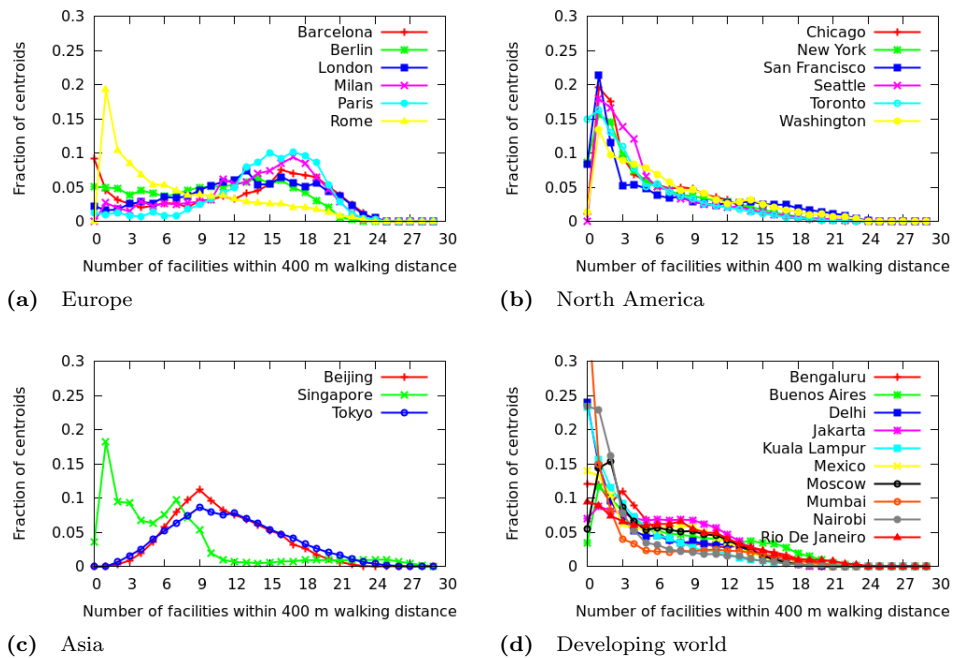 0.3
0.25
0.2
0.15
0.1
0.05
0
Fraction of centroids
Barcelona
Berlin
London
Milan
Paris
Rome
0 3 6 9 12 15 18 21 24 27 30
Number of facilities within 400 m walking distance
(a) Europe
0.3
0.25
0.2
0.15
0.1
0.05
0
Fraction of centroids
Chicago
New York
San Francisco
Seattle
Toronto
Washington
0 3 6 9 12 15 18 21 24 27 30
Number of facilities within 400 m walking distance
(b) North America
0.3
0.25
0.2
0.15
0.1
0.05
0
Fraction of centroids
Beijing
Singapore
Tokyo
0 3 6 9 12 15 18 21 24 27 30
Number of facilities within 400 m walking distance
(c) Asia
0.3
0.25
0.2
0.15
0.1
0.05
0
Fraction of centroids
Bengaluru
Buenos Aires
Delhi
Jakarta
Kuala Lampur
Mexico
Moscow
Mumbai
Nairobi
Rio De Janeiro
0 3 6 9 12 15 18 21 24 27 30
Number of facilities within 400 m walking distance
(d) Developing world